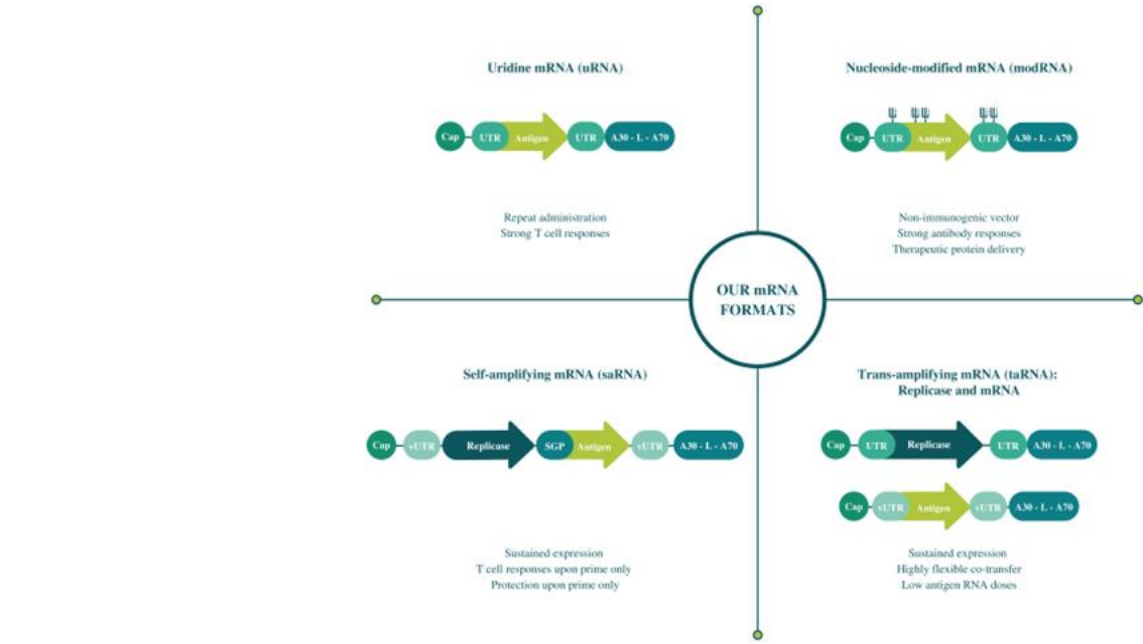 Uridine mRNA (uRNA)
Cap UTR Antigen UTR A30 - L - A70
Repeat administration
Strong T cell responses
Nucleoside-modified mRNA (modRNA)
Cap UTR Antigen UTR A30 - L - A70
Non-immunogenic vector
Strong antibody responses
Therapeutic protein delivery
OUR mRNA
FORMATS
Self-amplifying mRNA (saRNA)
Cap vUTR Replicase SGP Antigen vUTR A30 - L - A70
Sustained expression
T cell responses upon prime only
Protection upon prime only
Trans-amplifying mRNA (taRNA):
Replicase and mRNA
Cap UTR Replicase UTR A30 - L - A70
Cap vUTR Antigen vUTR A30 - L - A70
Sustained expression
Highly flexible co-transfer
Low antigen RNA doses